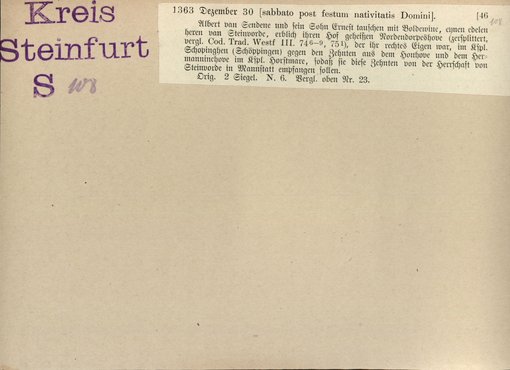 Kreis
Steinfurt
S 108
1363 Dezember 30 [sabbato post festum nativitatis Domini]. [46
108
Albert van Sendene und sein Sohn Ernest tauschen mit Boldewine, eynen edelen
heren van Steinvorde, erblich ihren Hof geheißen Nordendorpeshove (zersplittert,
vergl. Cod. Trad. Westf III. 746–9, 751), der ihr rechtes Eigen war, im Kspl.
Schopinghen (Schöppingen) gegen den Zehnten aus dem Honhove und dem Her-
manninchove im Kspl. Horstmare, sodaß sie diese Zehnten von der Herrschaft von
Steinvorde in Mannstatt empfangen sollen.
Orig. 2 Siegel. N. 6. Vergl. oben Nr. 23.